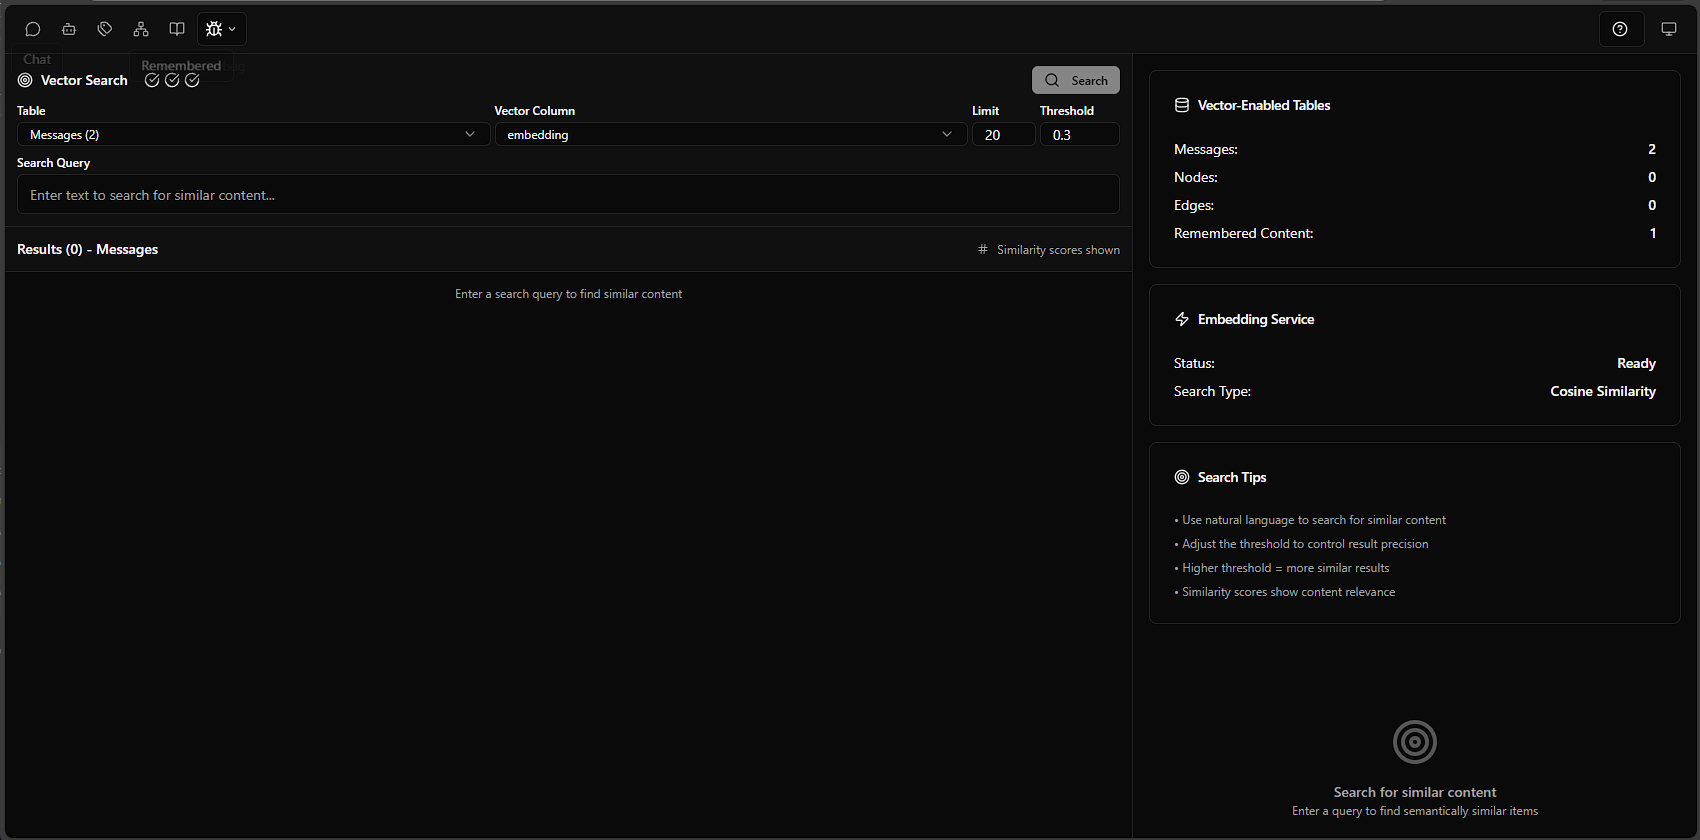 Chat
Remembered
Vector Search
Search
Table
Vector Column
Limit
Threshold
Messages (2)
embedding
20
0.3
Search Query
Enter text to search for similar content...
Results (0) - Messages
Similarity scores shown
Enter a search query to find similar content
Vector-Enabled Tables
Messages: 2
Nodes: 0
Edges: 0
Remembered Content: 1
Embedding Service
Status: Ready
Search Type: Cosine Similarity
Search Tips
• Use natural language to search for similar content
• Adjust the threshold to control result precision
• Higher threshold = more similar results
• Similarity scores show content relevance
Search for similar content
Enter a query to find semantically similar items